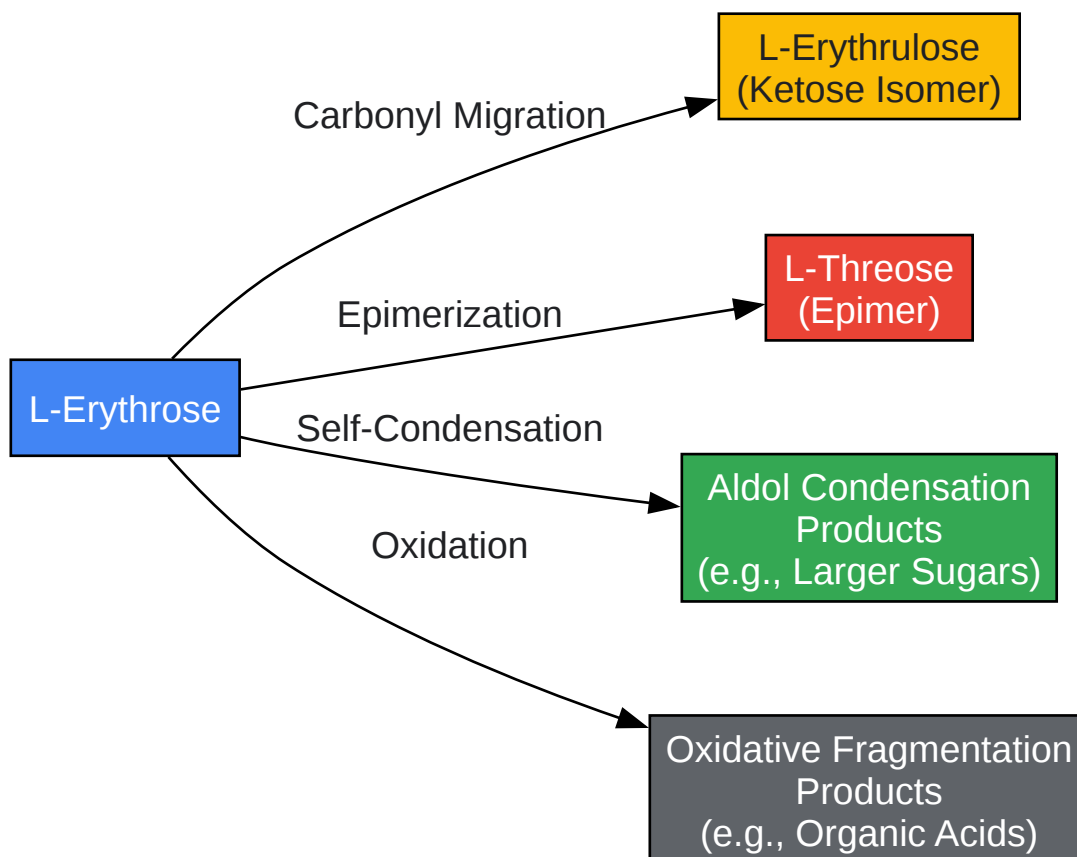 L-Erythrulose
(Ketose Isomer)
Carbonyl Migration
L-Threose
(Epimer)
Epimerization
L-Erythrose
Self-Condensation
Aldol Condensation
Products
(e.g., Larger Sugars)
Oxidation
Oxidative Fragmentation
Products
(e.g., Organic Acids)